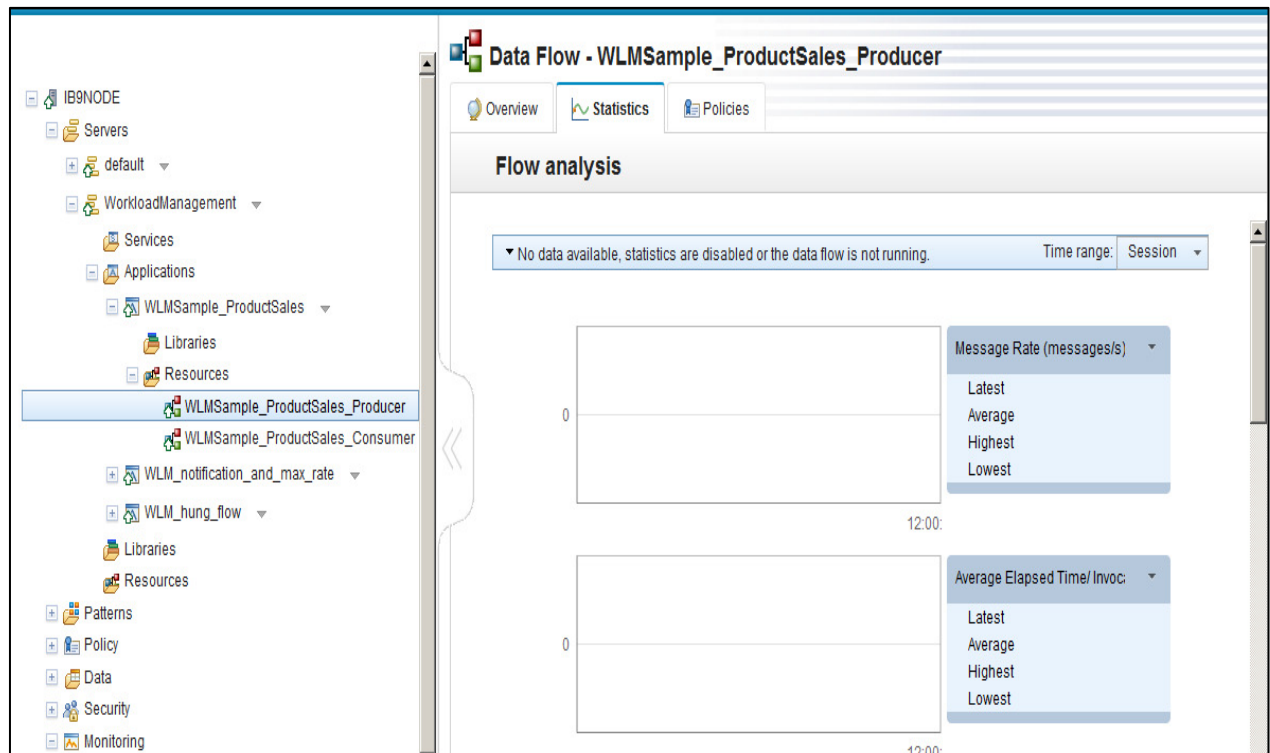 IB9NODE
Servers
default
WorkloadManagement
Services
Applications
WLMSample_ProductSales
Libraries
Resources
WLMSample_ProductSales_Producer
WLMSample_ProductSales_Consumer
WLM_notification_and_max_rate
WLM_hung_flow
Libraries
Resources
Patterns
Policy
Data
Security
Monitoring
Data Flow - WLMSample_ProductSales_Producer
Overview Statistics Policies
Flow analysis
No data available, statistics are disabled or the data flow is not running. Time range: Session
Message Rate (messages/s)
Latest
Average
Highest
Lowest
0
12:00:
Average Elapsed Time/ Invoc
Latest
Average
Highest
Lowest
0
12:00: